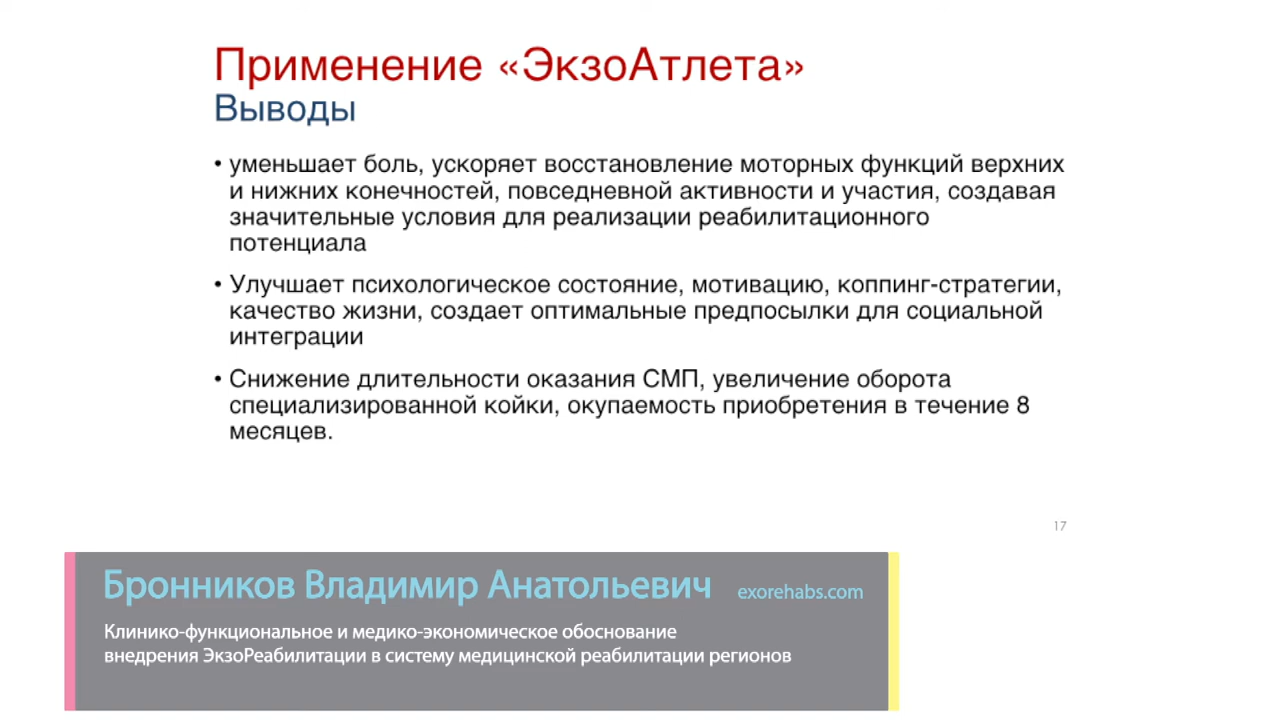 Применение «ЭкзоАтлета»
Выводы
• уменьшает боль, ускоряет восстановление моторных функций верхних
и нижних конечностей, повседневной активности и участия, создавая
значительные условия для реализации реабилитационного
потенциала
• Улучшает психологическое состояние, мотивацию, коппинг-стратегии,
качество жизни, создает оптимальные предпосылки для социальной
интеграции
• Снижение длительности оказания СМП, увеличение оборота
специализированной койки, окупаемость приобретения в течение 8
месяцев.
17
Бронников Владимир Анатольевич exorehabs.com
Клинико-функциональное и медико-экономическое обоснование
внедрения ЭкзоРеабилитации в систему медицинской реабилитации регионов